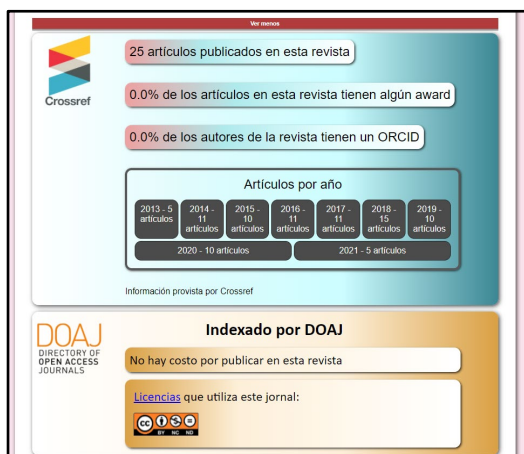 Ver menos
Crossref
25 artículos publicados en esta revista
0.0% de los artículos en esta revista tienen algún award
0.0% de los autores de la revista tienen un ORCID
Artículos por año
2013 - 5 artículos
2014 - 11 artículos
2015 - 10 artículos
2016 - 11 artículos
2017 - 11 artículos
2018 - 15 artículos
2019 - 10 artículos
2020 - 10 artículos
2021 - 5 artículos
Información provista por Crossref
DOAJ
DIRECTORY OF
OPEN ACCESS
JOURNALS
Indexado por DOAJ
No hay costo por publicar en esta revista
Licencias que utiliza este jornal:
cc
BY NC ND